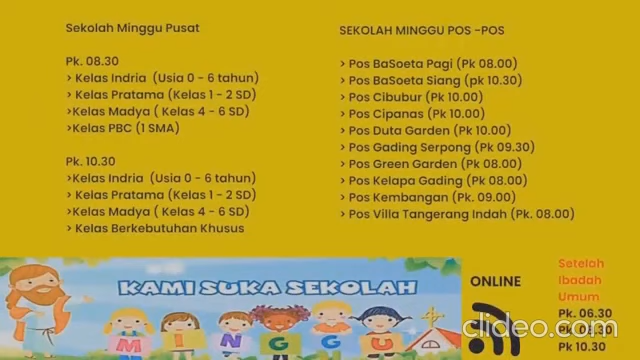 Sekolah Minggu Pusat
Pk. 08.30
> Kelas Indria (Usia 0 - 6 tahun)
> Kelas Pratama (Kelas 1 - 2 SD)
>Kelas Madya ( Kelas 4 - 6 SD)
>Kelas PBC (1 SMA)
Pk. 10.30
>Kelas Indria (Usia 0 - 6 tahun)
> Kelas Pratama (Kelas 1 - 2 SD)
>Kelas Madya ( Kelas 4 - 6 SD)
> Kelas Berkebutuhan Khusus
SEKOLAH MINGGU POS -POS
> Pos BaSoeta Pagi (Pk 08.00)
> Pos BaSoeta Siang (pk 10.30)
> Pos Cibubur (Pk 10.00)
> Pos Cipanas (Pk 10.00)
> Pos Duta Garden (Pk 10.00)
> Pos Gading Serpong (Pk 09.30)
> Pos Green Garden (Pk 08.00)
> Pos Kelapa Gading (Pk 08.00)
> Pos Kembangan (Pk. 09.00)
> Pos Villa Tangerang Indah (Pk. 08.00)
KAMI SUKA SEKOLAH
MINGGU
ONLINE
Seteloh
Ibadah
Umum
Pk. 06.30
Pk
Pk 10.30
clideo.com